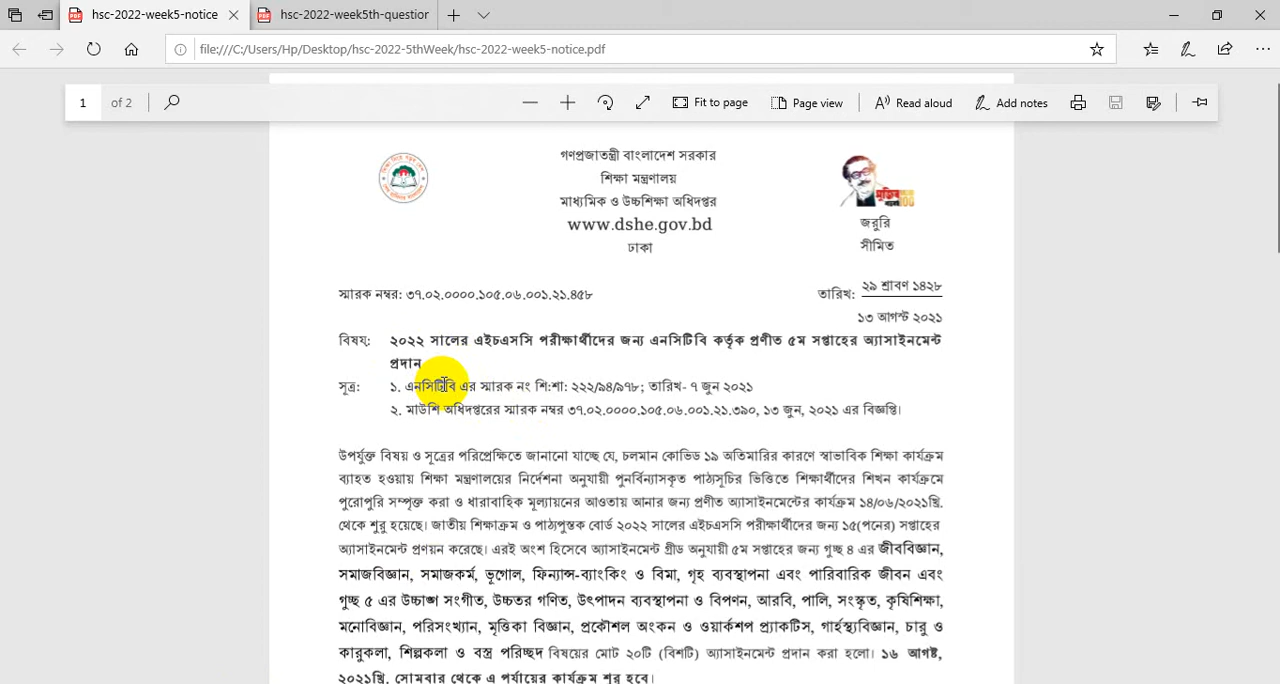 hsc-2022-week5-notice
hsc-2022-week5th-question
file:///C:/Users/Hp/Desktop/hsc-2022-5thWeek/hsc-2022-week5-notice.pdf
1 of 2
Fit to page
Page view
Read aloud
Add notes
গণপ্রজাতন্ত্রী বাংলাদেশ সরকার
শিক্ষা মন্ত্রণালয়
মাধ্যমিক ও উচ্চশিক্ষা অধিদপ্তর
www.dshe.gov.bd
ঢাকা
জরুরি
সীমিত
স্মারক নম্বর: ৩৭.০২.০০০০.১০৫.০৬.০০১.২১.৪৫৮
তারিখ: ২৯ শ্রাবণ ১৪২৮
১৩ আগস্ট ২০২১
বিষয়: ২০২২ সালের এইচএসসি পরীক্ষার্থীদের জন্য এনসিটিবি কর্তৃক প্রণীত ৫ম সপ্তাহের অ্যাসাইনমেন্ট
প্রদান
সূত্র: ১. এনসিটিবি এর স্মারক নং শি:শা: ২২২/৯৪/৯৭৮; তারিখ- ৭ জুন ২০২১
২. মাউশি অধিদপ্তরের স্মারক নম্বর ৩৭.০২.০০০০.১০৫.০৬.০০১.২১.৩৯০, ১৩ জুন, ২০২১ এর বিজ্ঞপ্তি।
উপর্যুক্ত বিষয় ও সূত্রের পরিপ্রেক্ষিতে জানানো যাচ্ছে যে, চলমান কোভিড ১৯ অতিমারির কারণে স্বাভাবিক শিক্ষা কার্যক্রম
ব্যাহত হওয়ায় শিক্ষা মন্ত্রণালয়ের নির্দেশনা অনুযায়ী পুনর্বিন্যাসকৃত পাঠ্যসূচির ভিত্তিতে শিক্ষার্থীদের শিখন কার্যক্রমে
পুরোপুরি সম্পৃক্ত করা ও ধারাবাহিক মূল্যায়নের আওতায় আনার জন্য প্রণীত অ্যাসাইনমেন্টের কার্যক্রম ১৪/০৬/২০২১খ্রি.
থেকে শুরু হয়েছে। জাতীয় শিক্ষাক্রম ও পাঠ্যপুস্তক বোর্ড ২০২২ সালের এইচএসসি পরীক্ষার্থীদের জন্য ১৫(পনের) সপ্তাহের
অ্যাসাইনমেন্ট প্রণয়ন করেছে। এরই অংশ হিসেবে অ্যাসাইনমেন্ট গ্রীড অনুযায়ী ৫ম সপ্তাহের জন্য গুচ্ছ ৪ এর জীববিজ্ঞান,
সমাজবিজ্ঞান, সমাজকর্ম, ভূগোল, ফিন্যান্স-ব্যাংকিং ও বিমা, গৃহ ব্যবস্থাপনা এবং পারিবারিক জীবন এবং
গুচ্ছ ৫ এর উচ্চাঙ্গ সংগীত, উচ্চতর গণিত, উৎপাদন ব্যবস্থাপনা ও বিপণন, আরবি, পালি, সংস্কৃত, কৃষিশিক্ষা,
মনোবিজ্ঞান, পরিসংখ্যান, মৃত্তিকা বিজ্ঞান, প্রকৌশল অংকন ও ওয়ার্কশপ প্র্যাকটিস, গার্হস্থ্যবিজ্ঞান, চারু ও
কারুকলা, শিল্পকলা ও বস্ত্র পরিচ্ছদ বিষয়ের মোট ২০টি (বিশটি) অ্যাসাইনমেন্ট প্রদান করা হলো। ১৬ আগষ্ট,
২০২১খ্রি. সোমবার থেকে এ পর্যায়ের কার্যক্রম শুরু হবে।